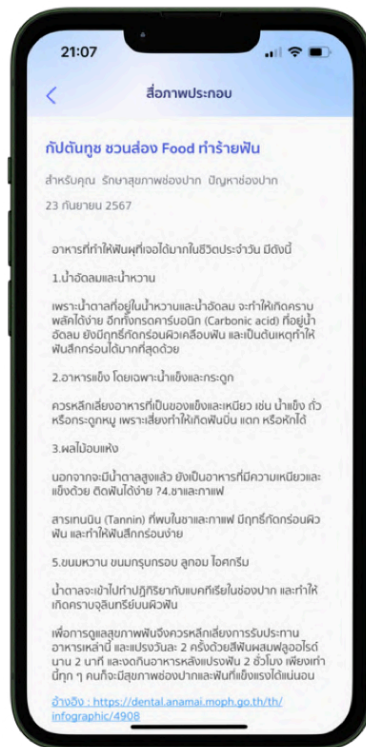 21:07
สื่อภาพประกอบ
กัปตันทูช ชวนส่อง Food ทำร้ายฟัน
สำหรับคุณ รักษาสุขภาพช่องปาก ปัญหาช่องปาก
23 กันยายน 2567
อาหารที่ทำให้ฟันผุที่เจอได้มากในชีวิตประจำวัน มีดังนี้
1.น้ำอัดลมและน้ำหวาน
เพราะน้ำตาลที่อยู่ในน้ำหวานและน้ำอัดลม จะทำให้เกิดคราบ
พลัคได้ง่าย อีกทั้งกรดคาร์บอนิก (Carbonic acid) ที่อยู่น้ำ
อัดลม ยังมีฤทธิ์กัดกร่อนผิวเคลือบฟัน และเป็นต้นเหตุทำให้
ฟันสึกกร่อนได้มากที่สุดด้วย
2.อาหารแข็ง โดยเฉพาะน้ำแข็งและกระดูก
ควรหลีกเลี่ยงอาหารที่เป็นของแข็งและเหนียว เช่น น้ำแข็ง ถั่ว
หรือกระดูกหมู เพราะเสี่ยงทำให้เกิดฟันบิ่น แตก หรือหักได้
3.ผลไม้อบแห้ง
นอกจากจะมีน้ำตาลสูงแล้ว ยังเป็นอาหารที่มีความเหนียวและ
แข็งด้วย ติดฟันได้ง่าย ?4.ชาและกาแฟ
สารเทนนิน (Tannin) ที่พบในชาและกาแฟ มีฤทธิ์กัดกร่อนผิว
ฟัน และทำให้ฟันสึกกร่อนง่าย
5.ขนมหวาน ขนมกรุบกรอบ ลูกอม ไอศกรีม
น้ำตาลจะเข้าไปทำปฏิกิริยากับแบคทีเรียในช่องปาก และทำให้
เกิดคราบจุลินทรีย์บนผิวฟัน
เพื่อการดูแลสุขภาพฟันจึงควรหลีกเลี่ยงการรับประทาน
อาหารเหล่านี้ และแปรงวันละ 2 ครั้งด้วยสีฟันผสมฟลูออไรด์
นาน 2 นาที และงดกินอาหารหลังแปรงฟัน 2 ชั่วโมง เพียงเท่า
นี้ทุก ๆ คนก็จะมีสุขภาพช่องปากและฟันที่แข็งแรงได้แน่นอน
อ้างอิง : https://dental.anamai.moph.go.th/th/
infographic/4908